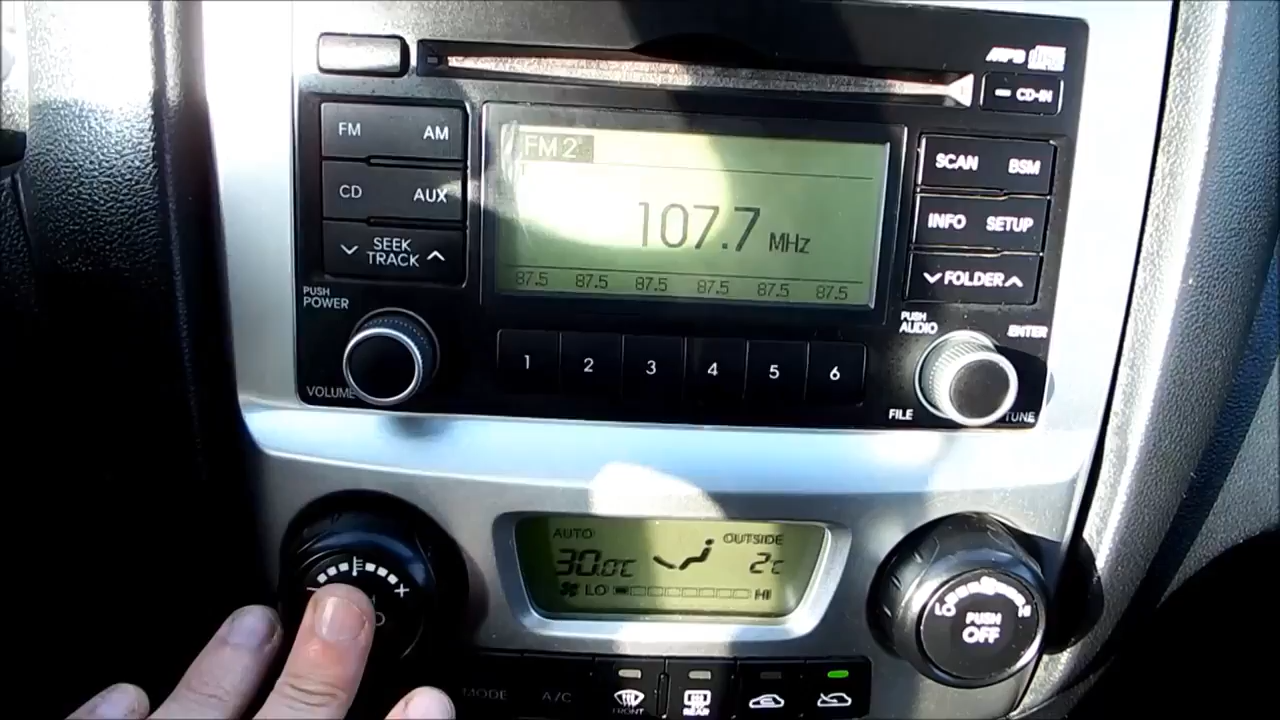 MP3
CD-IN
FM AM
CD AUX
SEEK
TRACK
PUSH
POWER
VOLUME
FM 2
107.7 MHz
87.5 87.5 87.5 87.5 87.5 87.5
1 2 3 4 5 6
SCAN BSM
INFO SETUP
FOLDER
PUSH
AUDIO
ENTER
FILE
TUNE
AUTO
OUTSIDE
30.0°C
2°C
LO HI
LO HI
PUSH
OFF
MODE A/C
FRONT
REAR